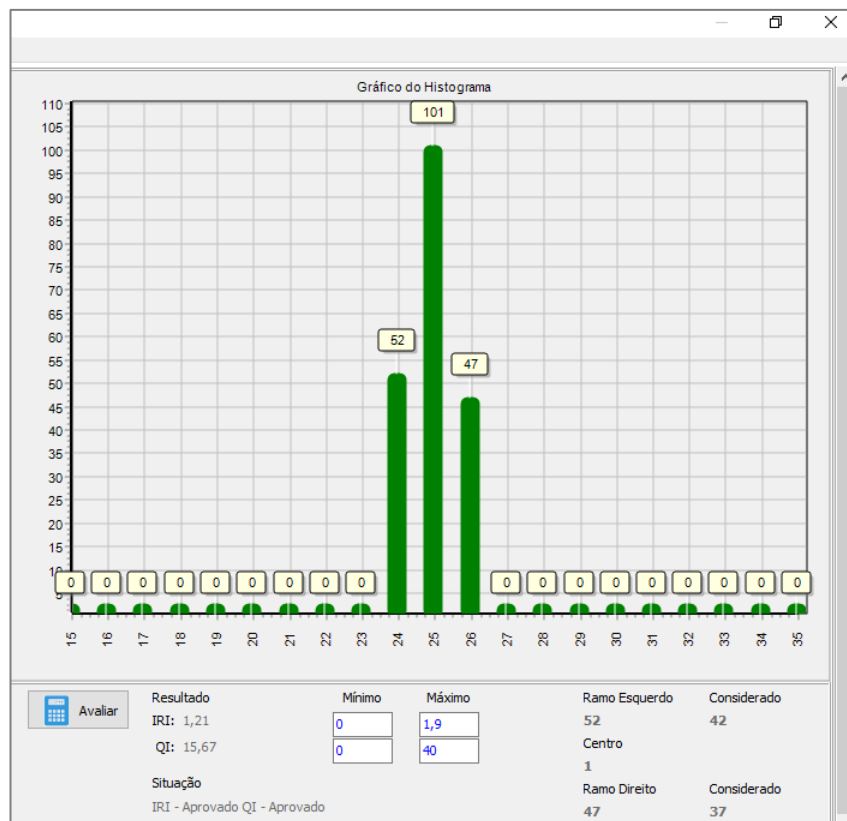 Gráfico do Histograma
110
105
100
95
90
85
80
75
70
65
60
55
50
45
40
35
30
25
20
15
10
5
101
52
47
0 0 0 0 0 0 0 0 0 0 0 0 0 0 0 0 0 0
15 16 17 18 19 20 21 22 23 24 25 26 27 28 29 30 31 32 33 34 35
Avaliar
Resultado Mínimo Máximo
IRI: 1,21 0 1,9
QI: 15,67 0 40
Situação
IRI - Aprovado QI - Aprovado
Ramo Esquerdo Considerado
52 42
Centro
1
Ramo Direito Considerado
47 37